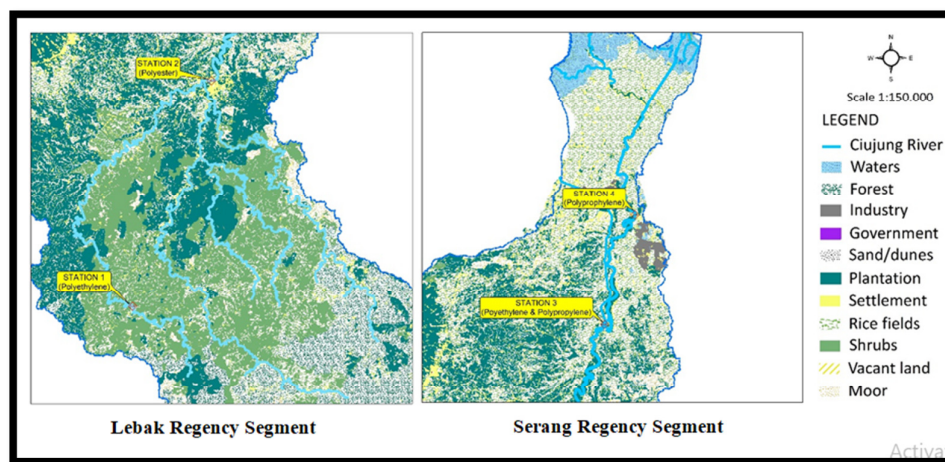 STATION 2
(Polyester)
STATION 1
(Polyethylene)
Lebak Regency Segment
STATION 4
(Polyprophylene)
STATION 3
(Poyethylene & Polypropylene)
Serang Regency Segment
N
W
E
S
Scale 1:150.000
LEGEND
Ciujung River
Waters
Forest
Industry
Government
Sand/dunes
Plantation
Settlement
Rice fields
Shrubs
Vacant land
Moor
Activa